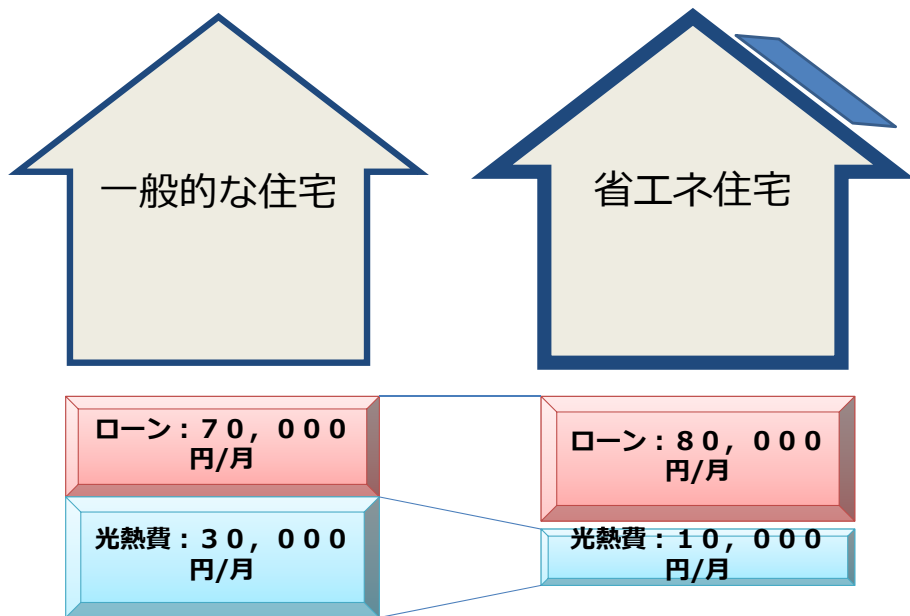 一般的な住宅
省エネ住宅
ローン：７０，０００
円/月
ローン：８０，０００
円/月
光熱費：３０，０００
円/月
光熱費：１０，０００
円/月